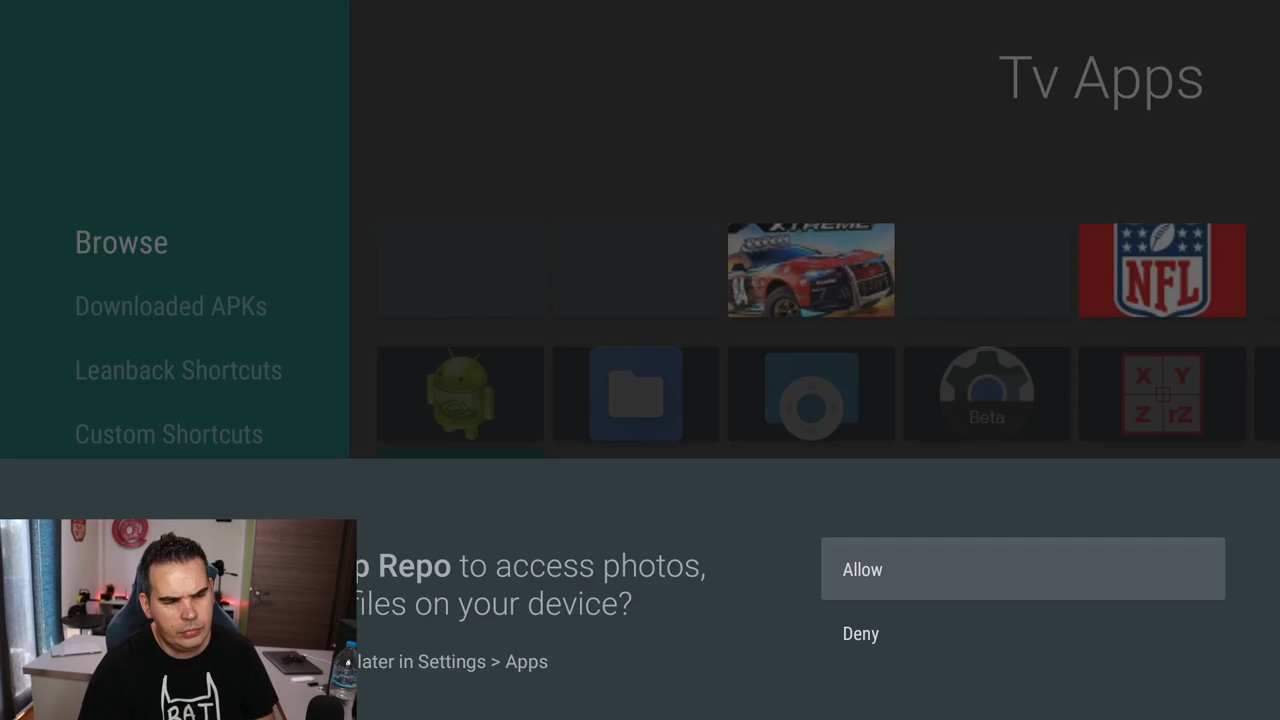 Tv Apps
Browse
Downloaded APKs
Leanback Shortcuts
Custom Shortcuts
XTREME
NFL
Beta
X Y
Z rZ
p Repo to access photos,
files on your device?
later in Settings > Apps
Allow
Deny
BAT